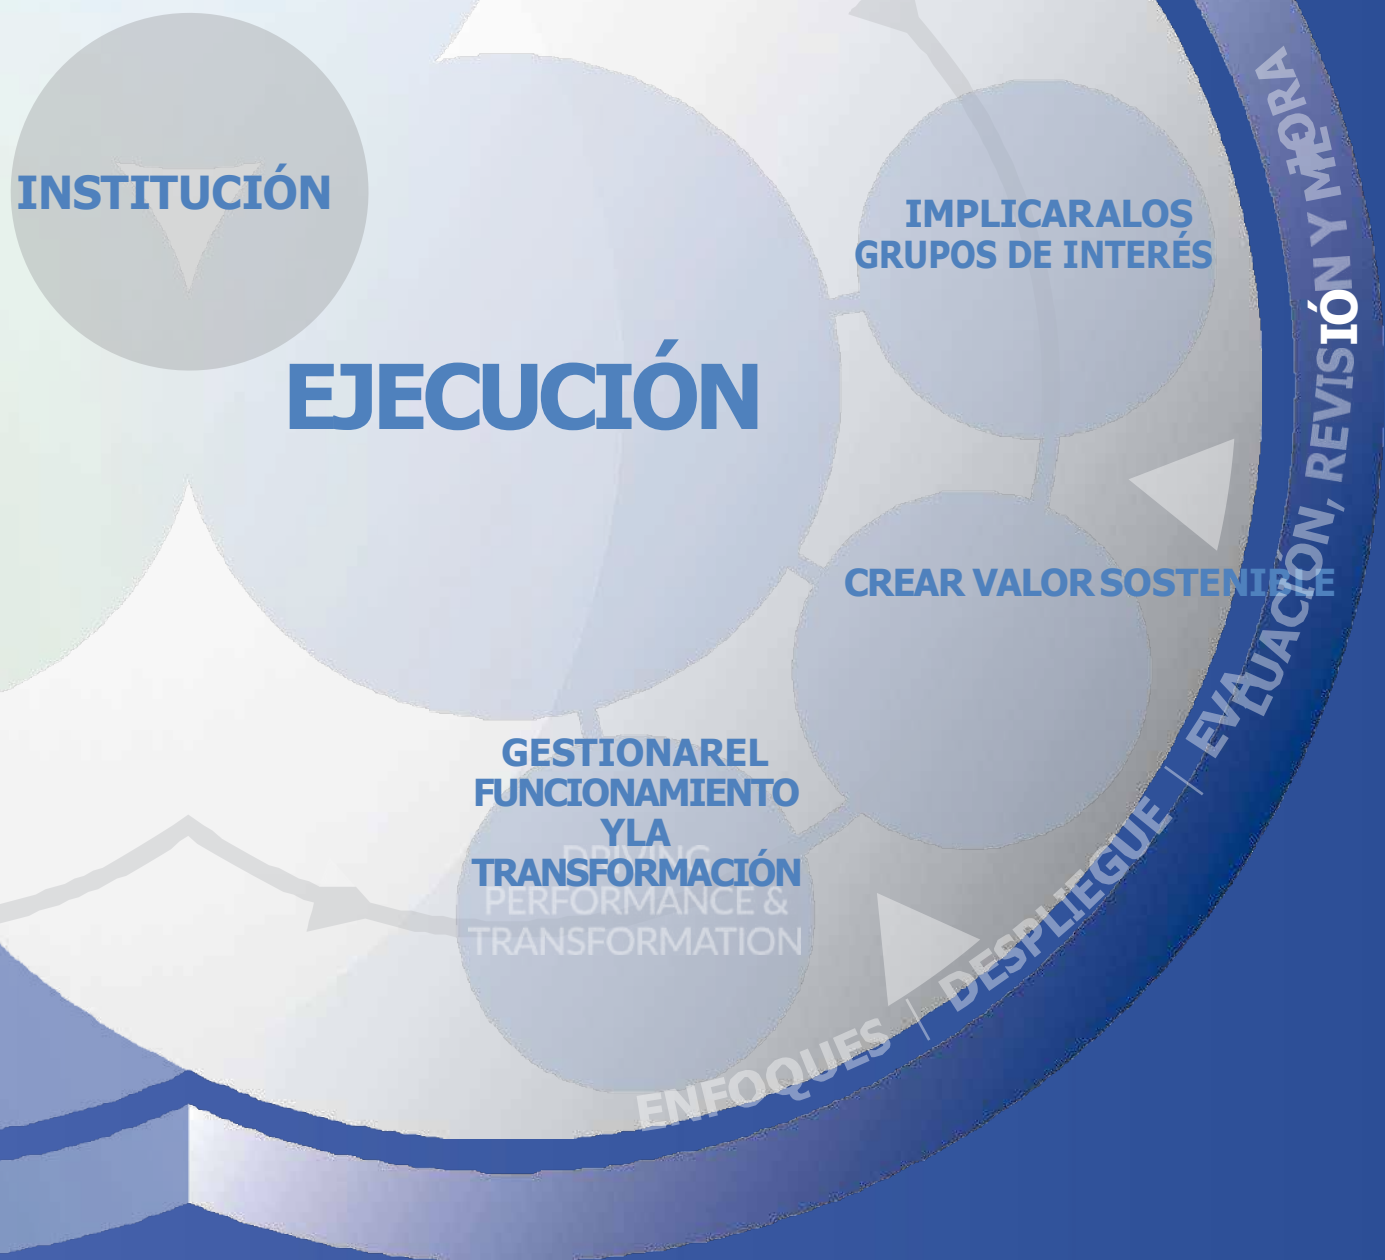 INSTITUCIÓN
IMPLICARALOS
GRUPOS DE INTERÉS
EJECUCIÓN
CREAR VALOR SOSTENIBLE
GESTIONAREL
FUNCIONAMIENTO
YLA
TRANSFORMACIÓN
DRIVING
PERFORMANCE &
TRANSFORMATION
ENFOQUES | DESPLIEGUE | EVALUACIÓN, REVISIÓN Y MEJORA